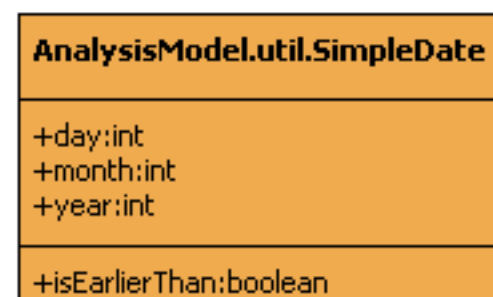 AnalysisModel.util.SimpleDate
+day:int
+month:int
+year:int
+isEarlierThan:boolean